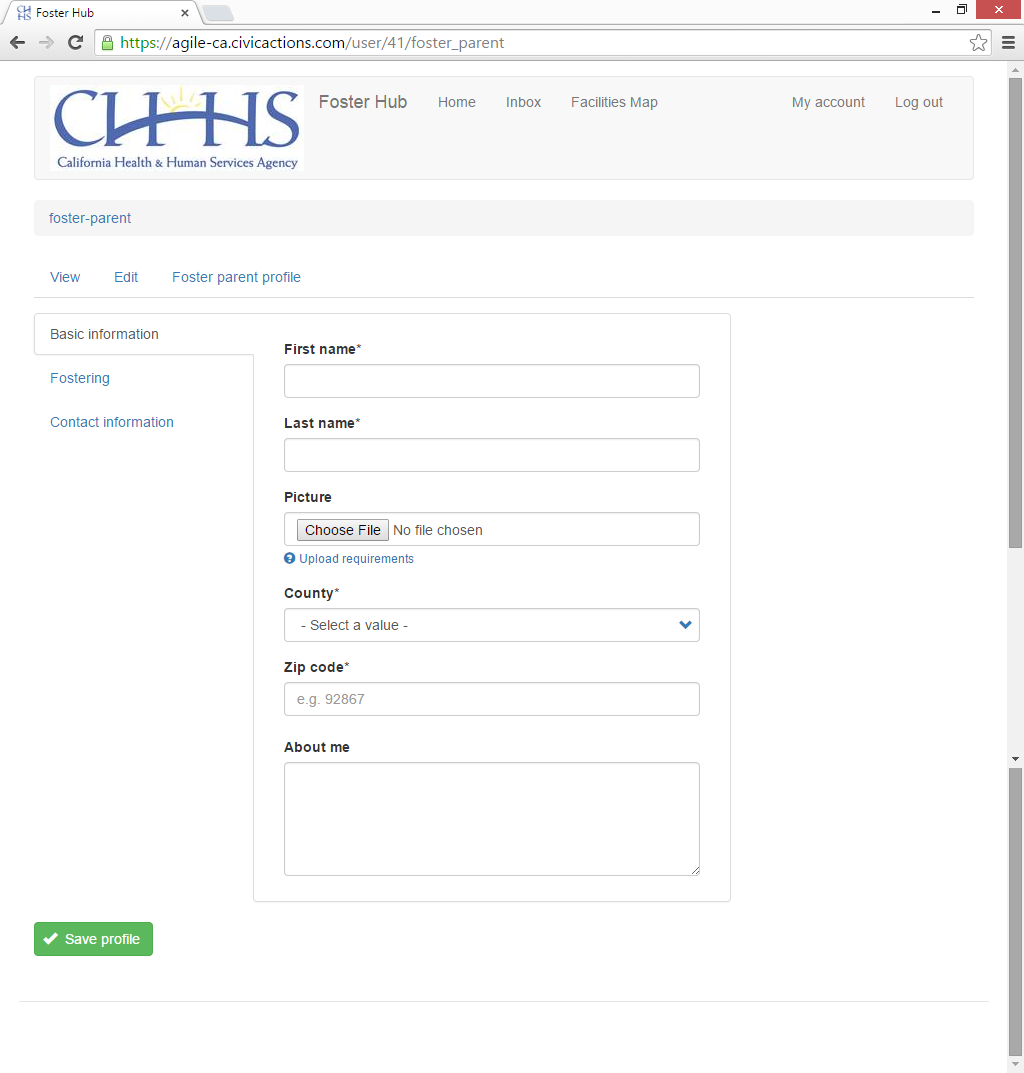 Foster Hub
https://agile-ca.civicactions.com/user/41/foster_parent
CHHS
California Health & Human Services Agency
Foster Hub Home Inbox Facilities Map My account Log out
foster-parent
View Edit Foster parent profile
Basic information
Fostering
Contact information
First name*
Last name*
Picture
Choose File No file chosen
Upload requirements
County*
- Select a value -
Zip code*
e.g. 92867
About me
Save profile